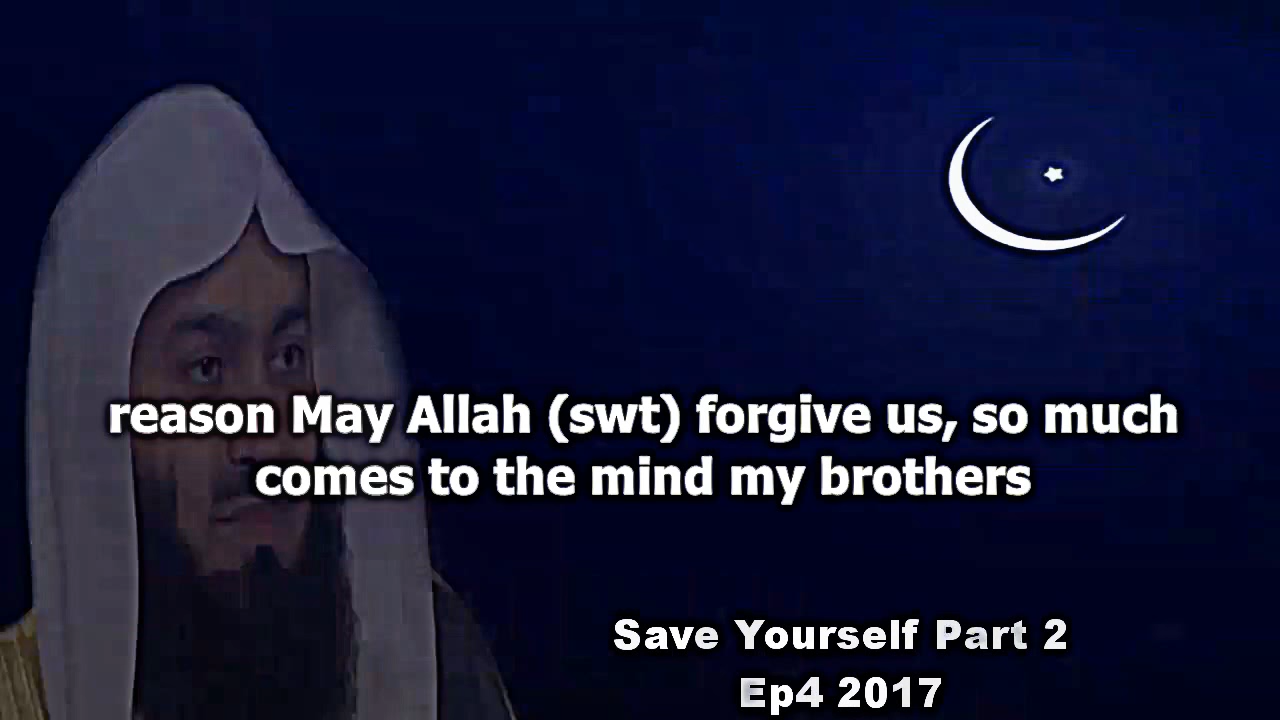 reason May Allah (swt) forgive us, so much
comes to the mind my brothers
Save Yourself Part 2
Ep4 2017